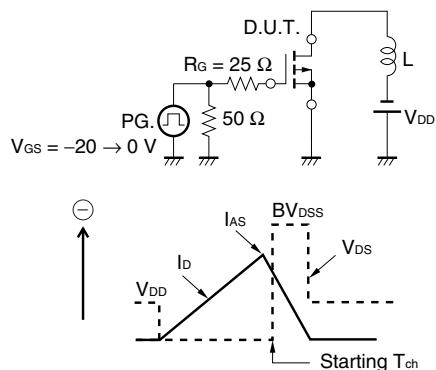 D.U.T.
RG = 25 Ω
L
PG.
50 Ω
VDD
VGS = −20 → 0 V
−
IAS
BVDSS
ID
VDS
VDD
Starting Tch